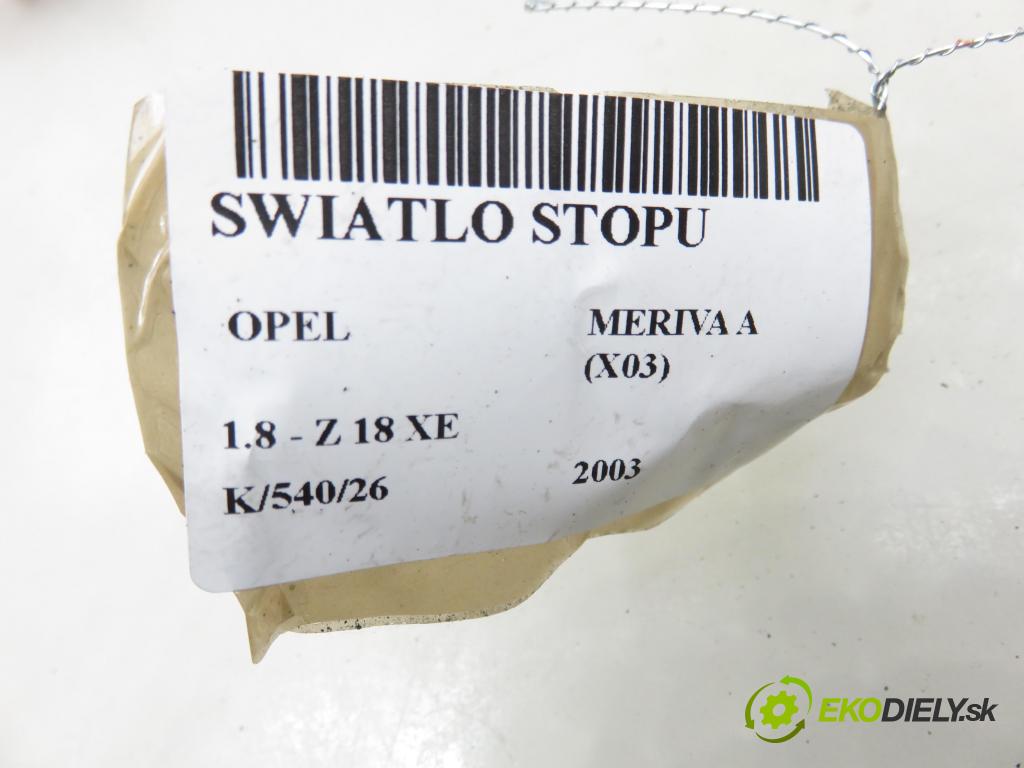 SWIATLO STOPU
OPEL MERIVA A
(X03)
1.8 - Z 18 XE
K/540/26 2003
EKODIELY.sk